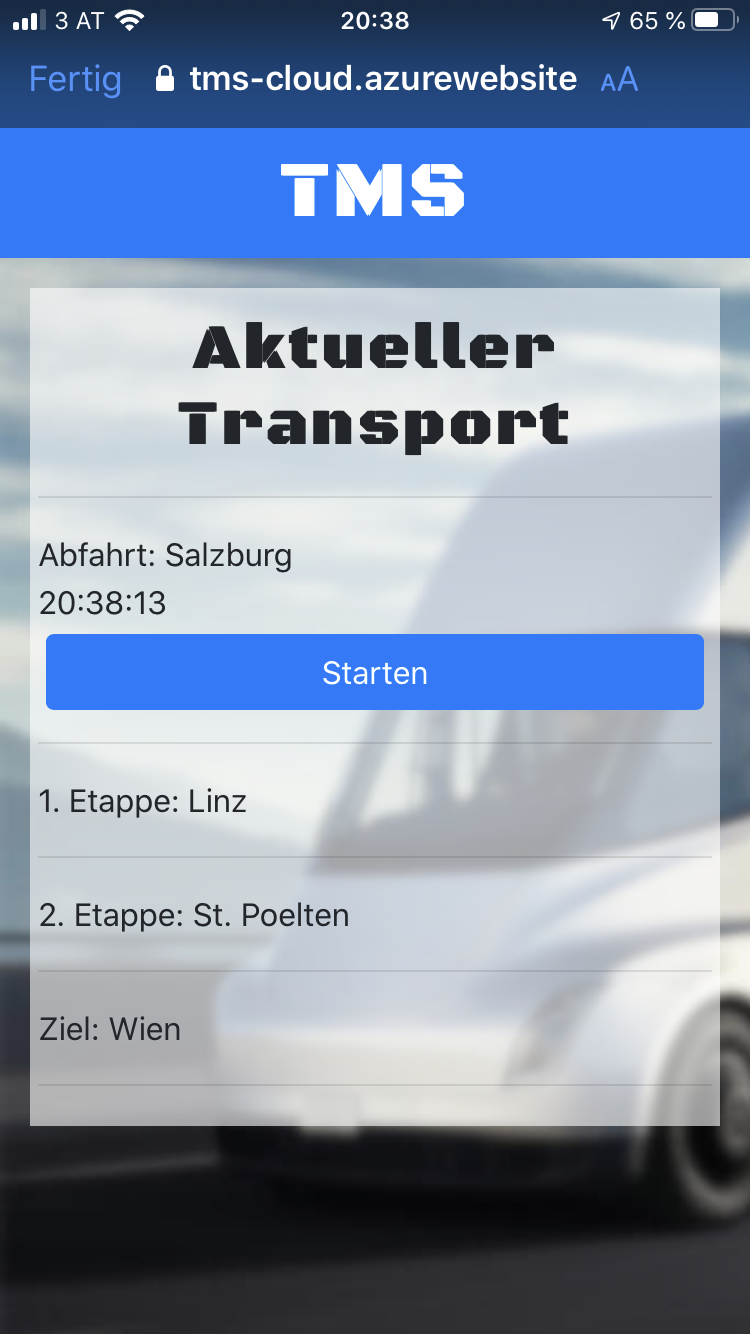 3 AT 20:38 65 %
Fertig tms-cloud.azurewebsite AA
TMS
Aktueller
Transport
Abfahrt: Salzburg
20:38:13
Starten
1. Etappe: Linz
2. Etappe: St. Poelten
Ziel: Wien